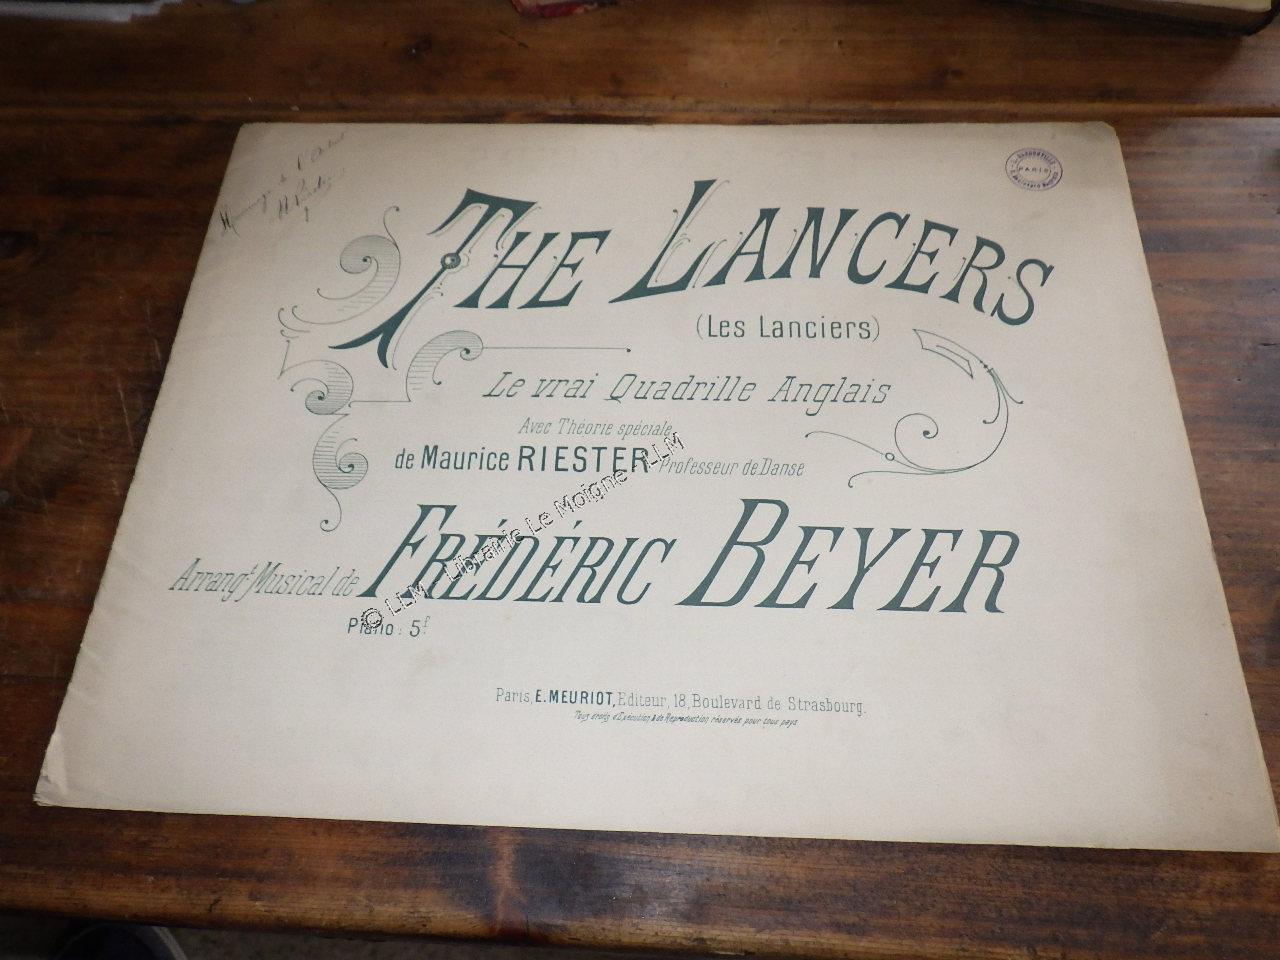 Hommage de l'
PARIS
THE LANCERS
(Les Lanciers)
Le vrai Quadrille Anglais
Avec Théorie spéciale
de Maurice RIESTER Professeur de Danse
Arrangt Musical de FRÉDÉRIC BEYER
Piano : 5f
© LLM - Librairie Le Moigne - LLM
Paris, E. MEURIOT, Editeur, 18, Boulevard de Strasbourg.
Tous droits d'Exécution & de Reproduction réservés pour tous pays